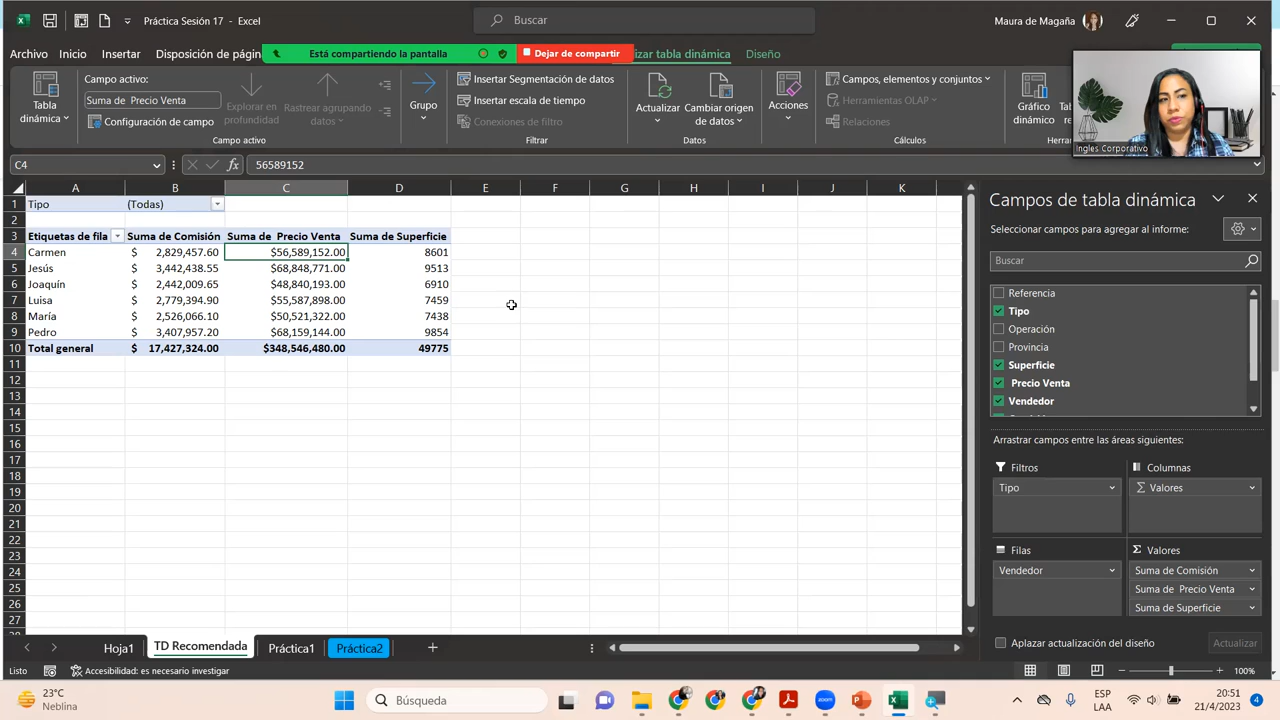 Práctica Sesión 17 - Excel
Buscar
Maura de Magaña
Archivo
Inicio
Insertar
Disposición de págin
Está compartiendo la pantalla
Dejar de compartir
izar tabla dinámica
Diseño
Tabla dinámica
Campo activo:
Suma de  Precio Venta
Configuración de campo
Explorar en profundidad
Rastrear agrupando datos
Campo activo
Grupo
Insertar Segmentación de datos
Insertar escala de tiempo
Conexiones de filtro
Filtrar
Actualizar
Cambiar origen de datos
Datos
Acciones
Campos, elementos y conjuntos
Herramientas OLAP
Relaciones
Cálculos
Gráfico dinámico
Herr
Ingles Corporativo
C4
fx
56589152
A B C D E F G H I J K
1 Tipo (Todas)
2
3 Etiquetas de fila Suma de Comisión Suma de  Precio Venta Suma de Superficie
4 Carmen $ 2,829,457.60 $56,589,152.00 8601
5 Jesús $ 3,442,438.55 $68,848,771.00 9513
6 Joaquín $ 2,442,009.65 $48,840,193.00 6910
7 Luisa $ 2,779,394.90 $55,587,898.00 7459
8 María $ 2,526,066.10 $50,521,322.00 7438
9 Pedro $ 3,407,957.20 $68,159,144.00 9854
10 Total general $ 17,427,324.00 $348,546,480.00 49775
11
12
13
14
15
16
17
18
19
20
21
22
23
24
25
26
27
Campos de tabla dinámica
Seleccionar campos para agregar al informe:
Buscar
Referencia
Tipo
Operación
Provincia
Superficie
Precio Venta
Vendedor
Arrastrar campos entre las áreas siguientes:
Filtros
Tipo
Columnas
Σ Valores
Filas
Vendedor
Σ Valores
Suma de Comisión
Suma de  Precio Venta
Suma de Superficie
Aplazar actualización del diseño
Actualizar
Hoja1
TD Recomendada
Práctica1
Práctica2
Listo
Accesibilidad: es necesario investigar
100%
23°C
Neblina
Búsqueda
ESP
LAA
20:51
21/4/2023
4